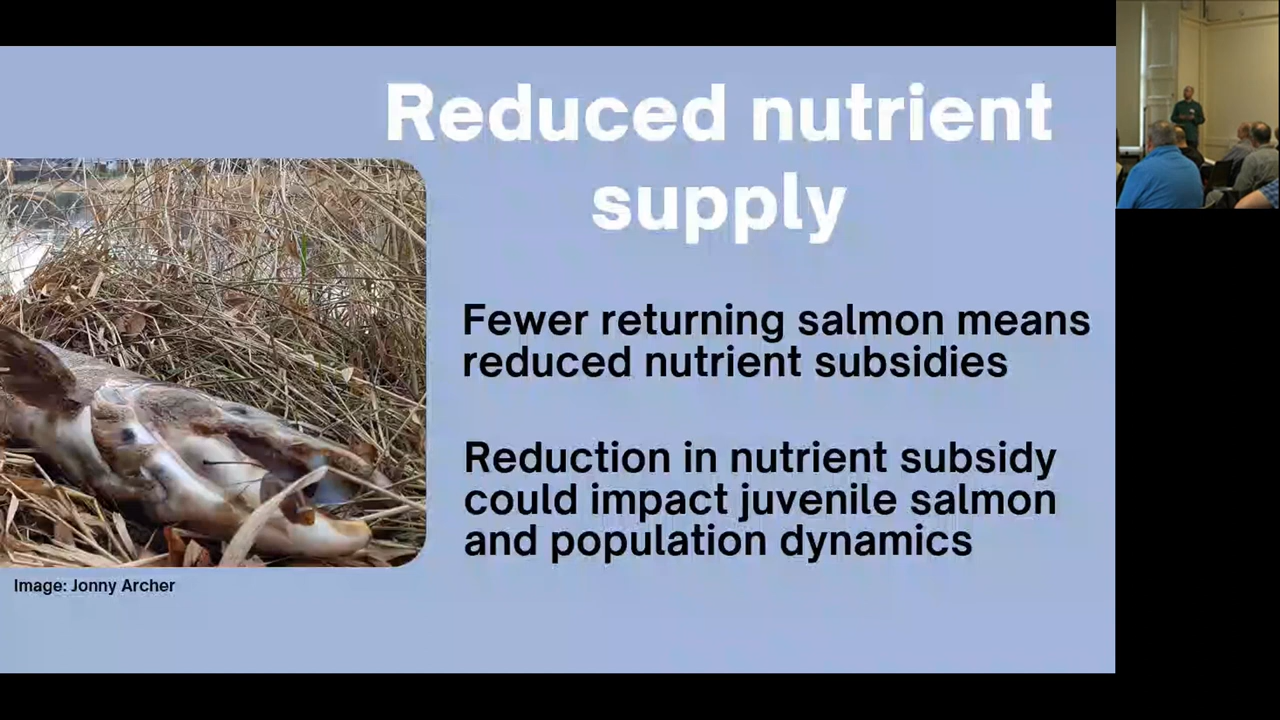 Reduced nutrient
supply
Fewer returning salmon means
reduced nutrient subsidies
Reduction in nutrient subsidy
could impact juvenile salmon
and population dynamics
Image: Jonny Archer